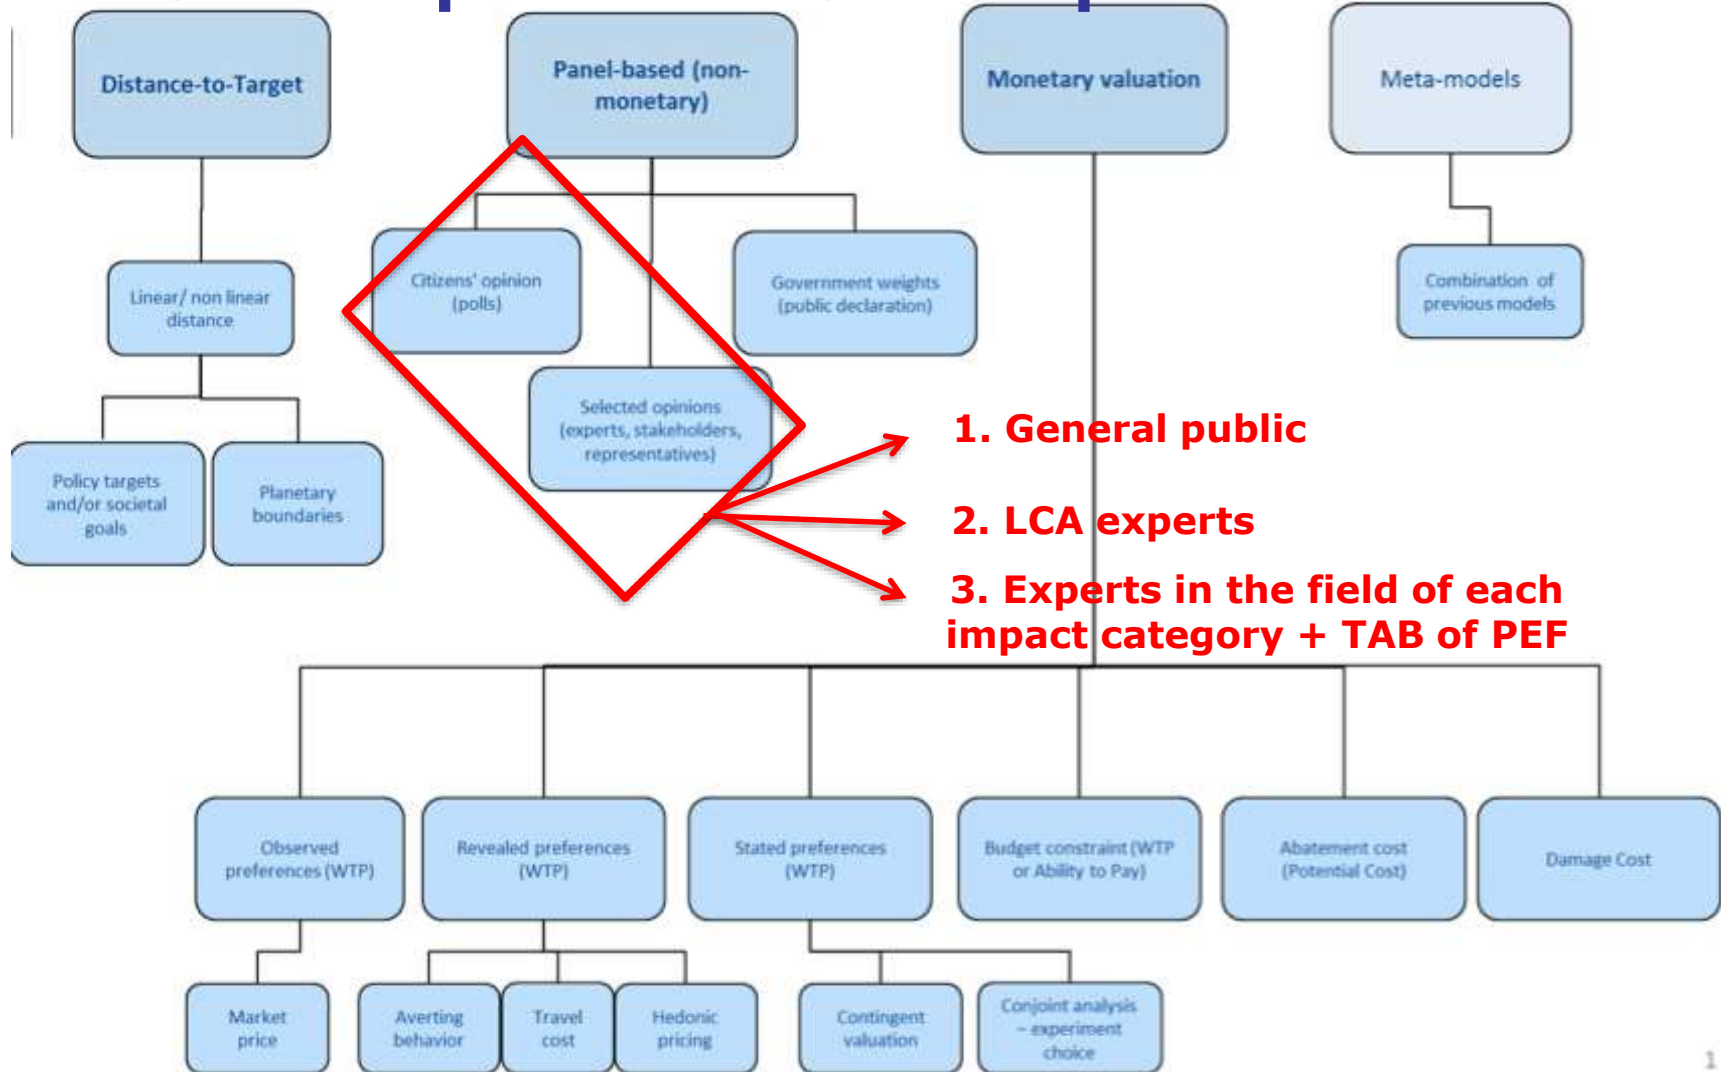 Distance-to-Target
Panel-based (non-
monetary)
Monetary valuation
Meta-models
Linear/ non linear
distance
Citizens' opinion
(polls)
Government weights
(public declaration)
Combination of
previous models
Selected opinions
(experts, stakeholders,
representatives)
Policy targets
and/or societal
goals
Planetary
boundaries
1. General public
2. LCA experts
3. Experts in the field of each
impact category + TAB of PEF
Observed
preferences (WTP)
Revealed preferences
(WTP)
Stated preferences
(WTP)
Budget constraint (WTP
or Ability to Pay)
Abatement cost
(Potential Cost)
Damage Cost
Market
price
Averting
behavior
Travel
cost
Hedonic
pricing
Contingent
valuation
Conjoint analysis
– experiment
choice
1